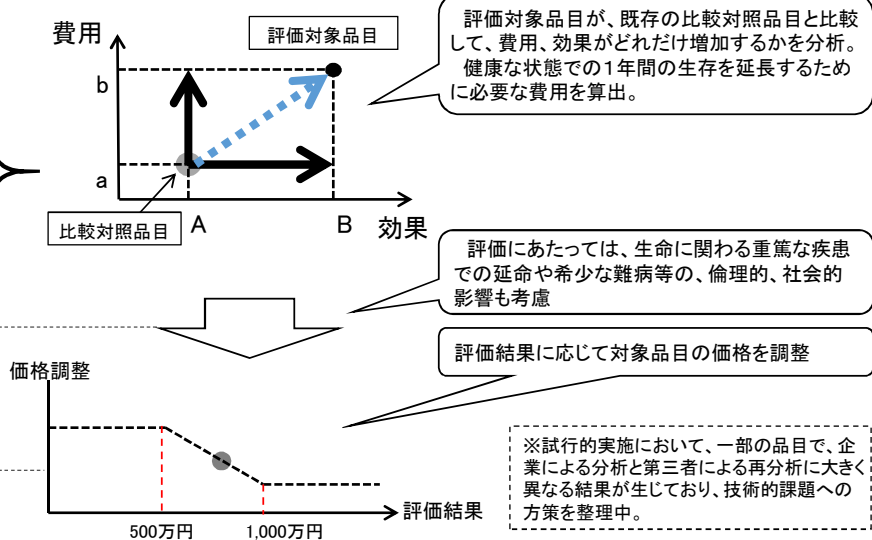 費用
評価対象品目
b
a
比較対照品目
A
B
効果
評価対象品目が、既存の比較対照品目と比較
して、費用、効果がどれだけ増加するかを分析。
健康な状態での1年間の生存を延長するため
に必要な費用を算出。
評価にあたっては、生命に関わる重篤な疾患
での延命や希少な難病等の、倫理的、社会的
影響も考慮
評価結果に応じて対象品目の価格を調整
価格調整
500万円
1,000万円
評価結果
※試行的実施において、一部の品目で、企
業による分析と第三者による再分析に大きく
異なる結果が生じており、技術的課題への
方策を整理中。